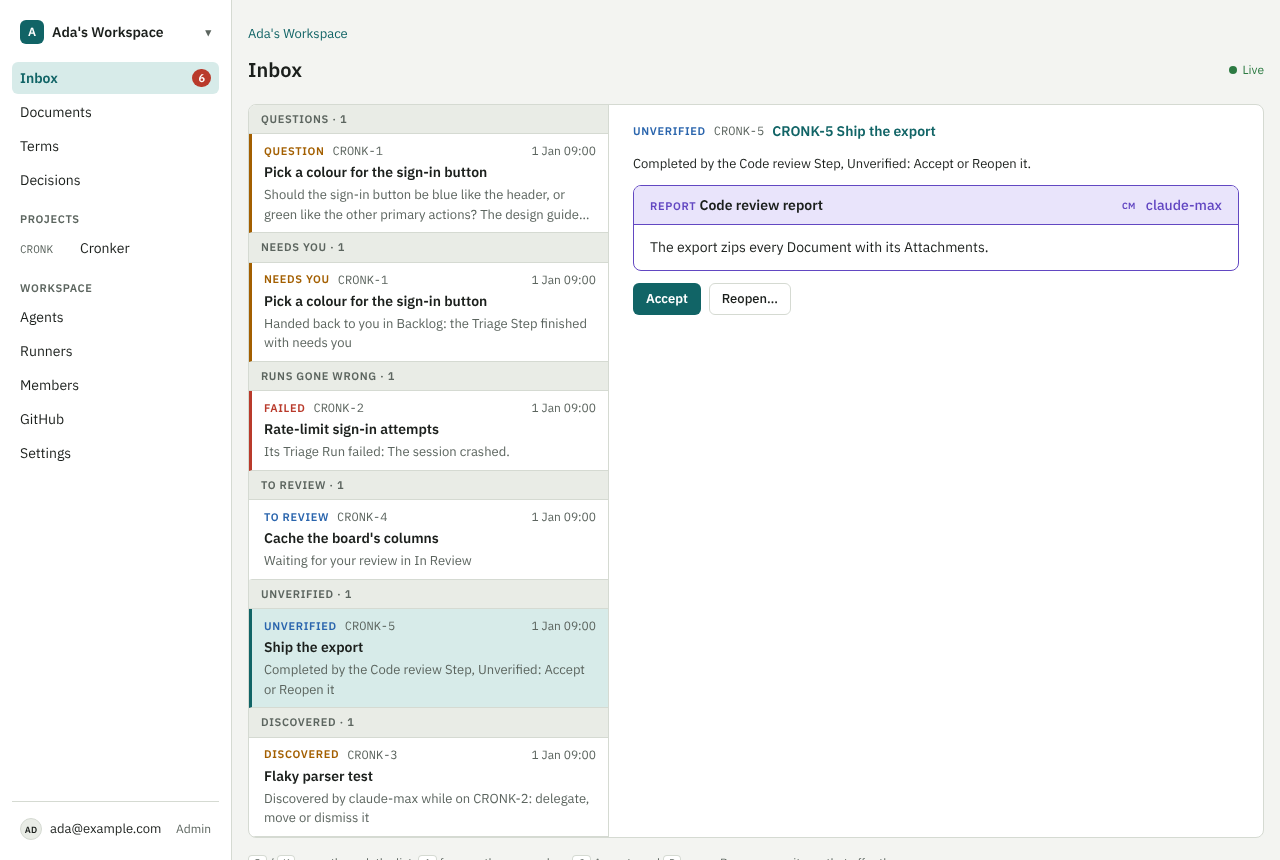 A Ada's Workspace ▾
Inbox 6
Documents
Terms
Decisions
PROJECTS
CRONK Cronker
WORKSPACE
Agents
Runners
Members
GitHub
Settings
AD ada@example.com Admin
Ada's Workspace
Inbox
Live
QUESTIONS · 1
QUESTION CRONK-1 1 Jan 09:00
Pick a colour for the sign-in button
Should the sign-in button be blue like the header, or
green like the other primary actions? The design guide…
NEEDS YOU · 1
NEEDS YOU CRONK-1 1 Jan 09:00
Pick a colour for the sign-in button
Handed back to you in Backlog: the Triage Step finished
with needs you
RUNS GONE WRONG · 1
FAILED CRONK-2 1 Jan 09:00
Rate-limit sign-in attempts
Its Triage Run failed: The session crashed.
TO REVIEW · 1
TO REVIEW CRONK-4 1 Jan 09:00
Cache the board's columns
Waiting for your review in In Review
UNVERIFIED · 1
UNVERIFIED CRONK-5 1 Jan 09:00
Ship the export
Completed by the Code review Step, Unverified: Accept
or Reopen it
DISCOVERED · 1
DISCOVERED CRONK-3 1 Jan 09:00
Flaky parser test
Discovered by claude-max while on CRONK-2: delegate,
move or dismiss it
UNVERIFIED CRONK-5 CRONK-5 Ship the export
Completed by the Code review Step, Unverified: Accept or Reopen it.
REPORT Code review report CM claude-max
The export zips every Document with its Attachments.
Accept Reopen…